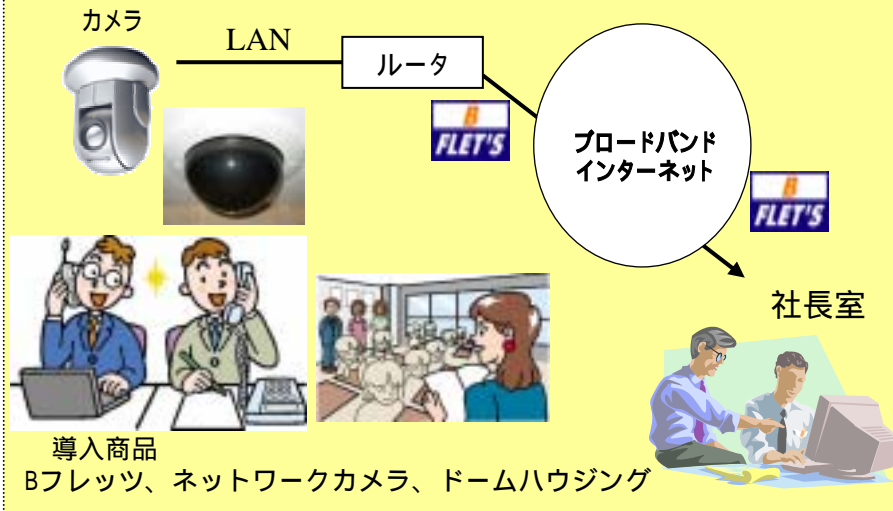 カメラ
LAN
ルータ
B
FLET'S
ブロードバンド
インターネット
B
FLET'S
社長室
導入商品
Bフレッツ、ネットワークカメラ、ドームハウジング